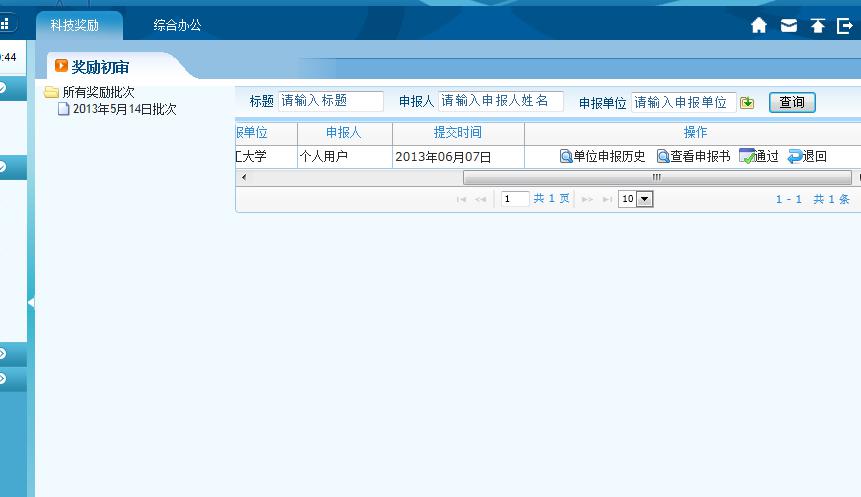 科技奖励 综合办公
:44
奖励初审
所有奖励批次
2013年5月14日批次
标题 请输入标题 申报人 请输入申报人姓名 申报单位 请输入申报单位 查询
单位 申报人 提交时间 操作
大学 个人用户 2013年06月07日 单位申报历史 查看申报书 通过 退回
1 共 1 页 10 1 - 1 共 1 条